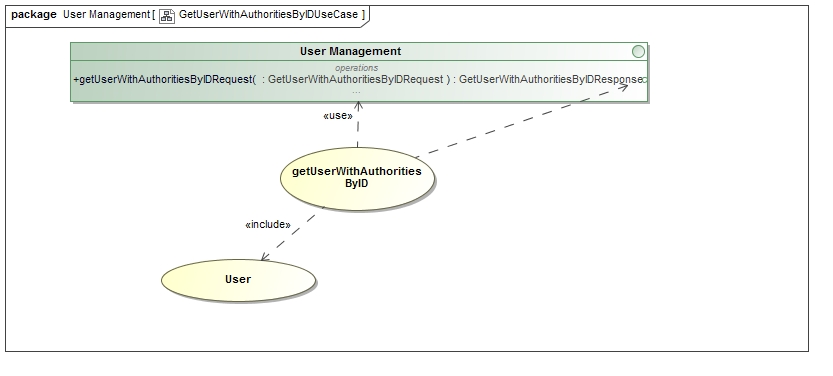 package User Management [ GetUserWithAuthoritiesByIDUseCase ]
User Management
operations
+getUserWithAuthoritiesByIDRequest( : GetUserWithAuthoritiesByIDRequest ) : GetUserWithAuthoritiesByIDResponse
...
«use»
getUserWithAuthorities
ByID
«include»
User